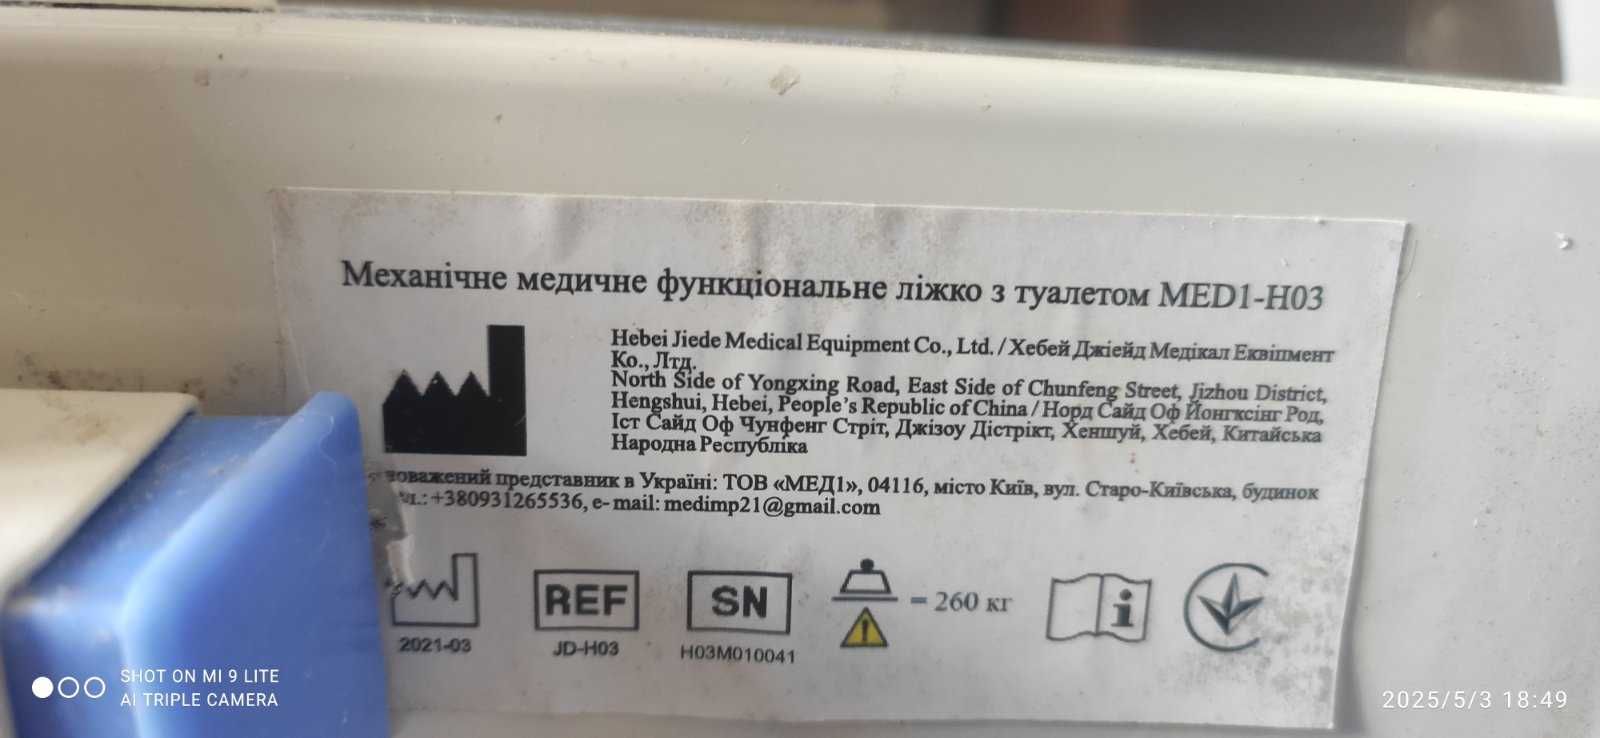 Механічне медичне функціональне ліжко з туалетом MED1-H03
Hebei Jiede Medical Equipment Co., Ltd. / Хебей Джіейд Медікал Еквіпмент
Ко., Лтд.
North Side of Yongxing Road, East Side of Chunfeng Street, Jizhou District,
Hengshui, Hebei, People's Republic of China / Норд Сайд Оф Йонгксінг Род,
Іст Сайд Оф Чунфенг Стріт, Джізоу Дістрікт, Хеншуй, Хебей, Китайська
Народна Республіка
представник в Україні: ТОВ «МЕД1», 04116, місто Київ, вул. Старо-Київська, будинок
+380931265536, e-mail: medimp21@gmail.com
REF SN = 260 кг i
2021-03 JD-H03 H03M010041
SHOT ON MI 9 LITE
AI TRIPLE CAMERA
2025/5/3 18:49